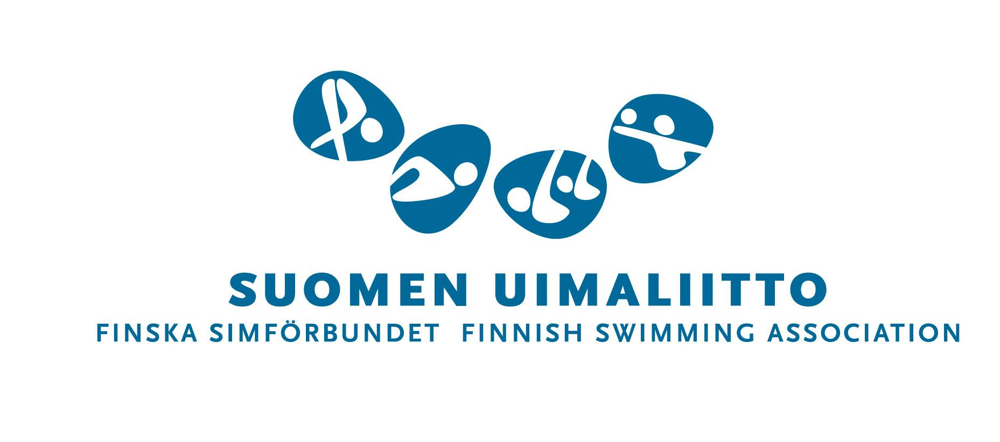 SUOMEN UIMALIITTO
FINSKA SIMFÖRBUNDET FINNISH SWIMMING ASSOCIATION